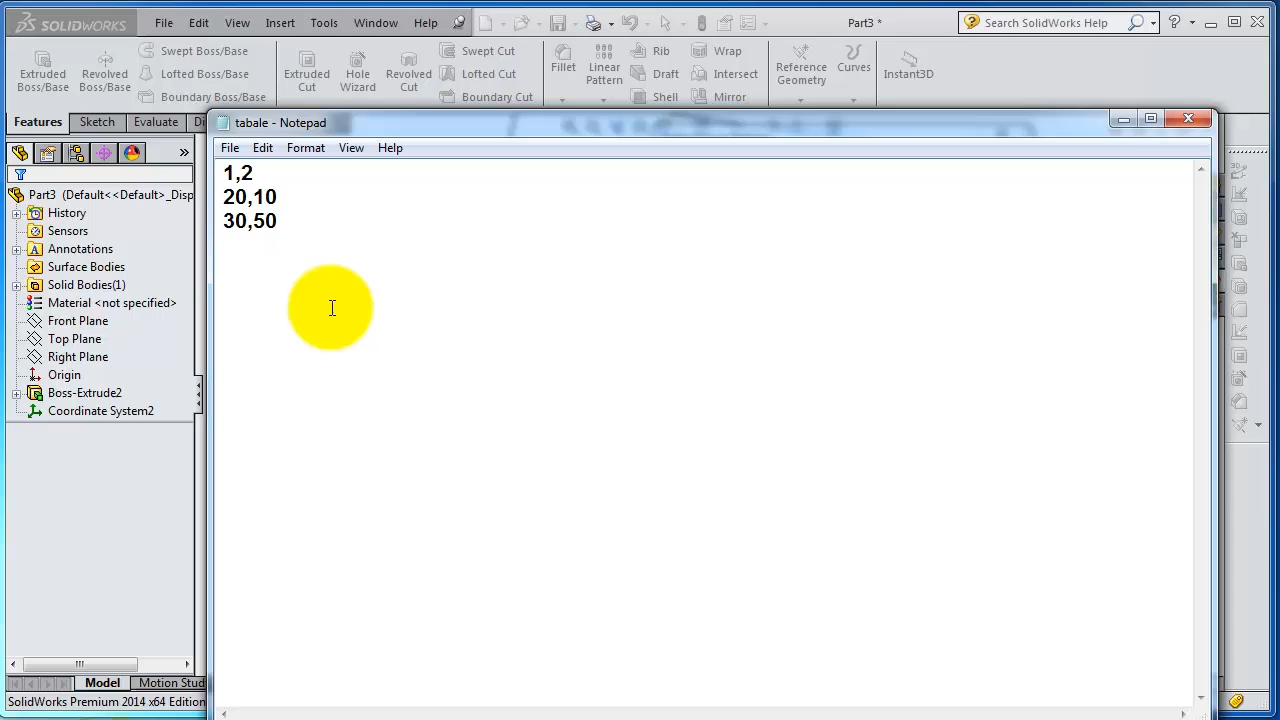 SOLIDWORKS File Edit View Insert Tools Window Help Part3 * Search SolidWorks Help
Extruded Boss/Base
Revolved Boss/Base
Swept Boss/Base
Lofted Boss/Base
Boundary Boss/Base
Extruded Cut
Hole Wizard
Revolved Cut
Swept Cut
Lofted Cut
Boundary Cut
Fillet
Linear Pattern
Rib
Draft
Shell
Wrap
Intersect
Mirror
Reference Geometry
Curves
Instant3D
Features Sketch Evaluate Di
tabale - Notepad
File Edit Format View Help
1,2
20,10
30,50
Part3 (Default<<Default>_Disp
History
Sensors
Annotations
Surface Bodies
Solid Bodies(1)
Material <not specified>
Front Plane
Top Plane
Right Plane
Origin
Boss-Extrude2
Coordinate System2
Model Motion Stud
SolidWorks Premium 2014 x64 Edition